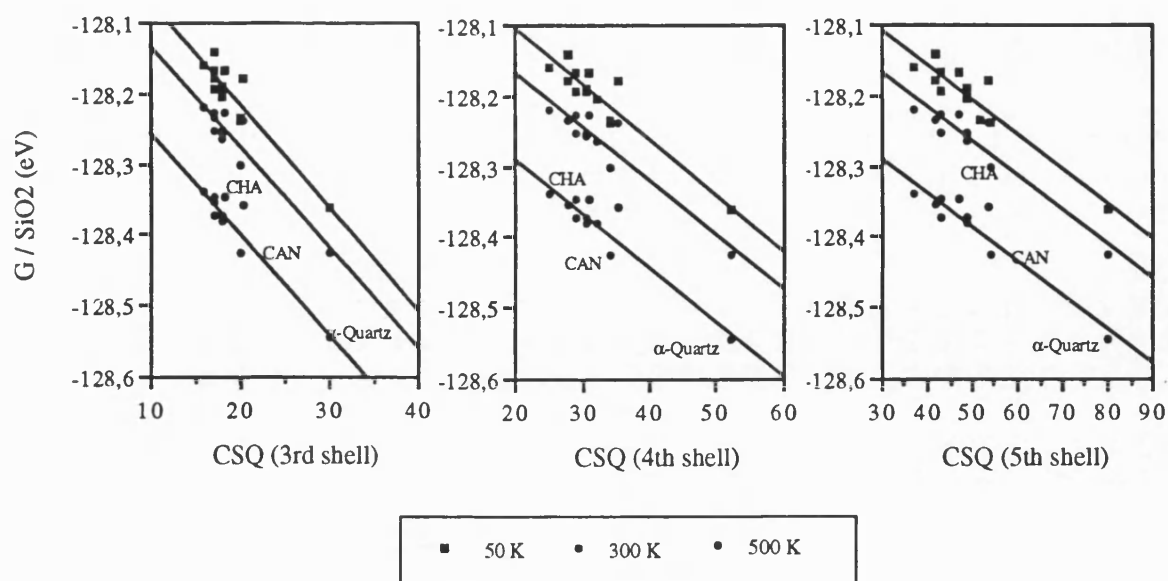 G / SiO2 (eV)
-128,1
-128,2
-128,3
-128,4
-128,5
-128,6
10 20 30 40
CHA
CAN
α-Quartz
CSQ (3rd shell)
-128,1
-128,2
-128,3
-128,4
-128,5
-128,6
20 30 40 50 60
CHA
CAN
α-Quartz
CSQ (4th shell)
-128,1
-128,2
-128,3
-128,4
-128,5
-128,6
30 40 50 60 70 80 90
CHA
CAN
α-Quartz
CSQ (5th shell)
50 K 300 K 500 K